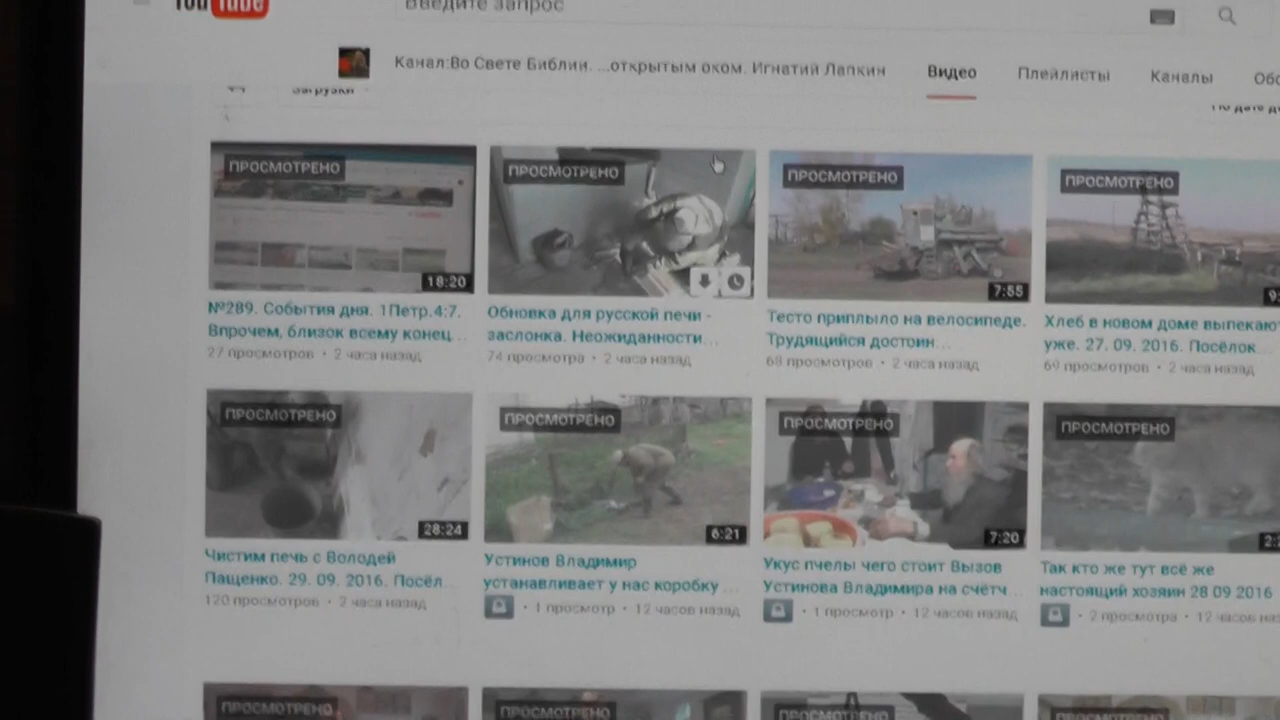 YouTube
Введите запрос
Канал:Во Свете Библии. ...открытым оком. Игнатий Лапкин
Видео
Плейлисты
Каналы
Загрузки
ПРОСМОТРЕНО
ПРОСМОТРЕНО
ПРОСМОТРЕНО
ПРОСМОТРЕНО
18:20
7:55
№289. События дня. 1Петр.4:7.
Впрочем, близок всему конец...
27 просмотров • 2 часа назад
Обновка для русской печи -
заслонка. Неожиданности...
74 просмотра • 2 часа назад
Тесто приплыло на велосипеде.
Трудящийся достоин...
68 просмотров • 2 часа назад
Хлеб в новом доме выпекаю
уже. 27. 09. 2016. Посёлок...
69 просмотров • 2 часа назад
ПРОСМОТРЕНО
ПРОСМОТРЕНО
ПРОСМОТРЕНО
ПРОСМОТРЕНО
28:24
6:21
7:20
Чистим печь с Володей
Пащенко. 29. 09. 2016. Посёл...
120 просмотров • 2 часа назад
Устинов Владимир
устанавливает у нас коробку ...
• 1 просмотр • 12 часов назад
Укус пчелы чего стоит Вызов
Устинова Владимира на счётч...
• 1 просмотр • 12 часов назад
Так кто же тут всё же
настоящий хозяин 28 09 2016
• 2 просмотра • 12 часов на
ПРОСМОТРЕНО
ПРОСМОТРЕНО
ПРОСМОТРЕНО
ПРОСМОТРЕНО